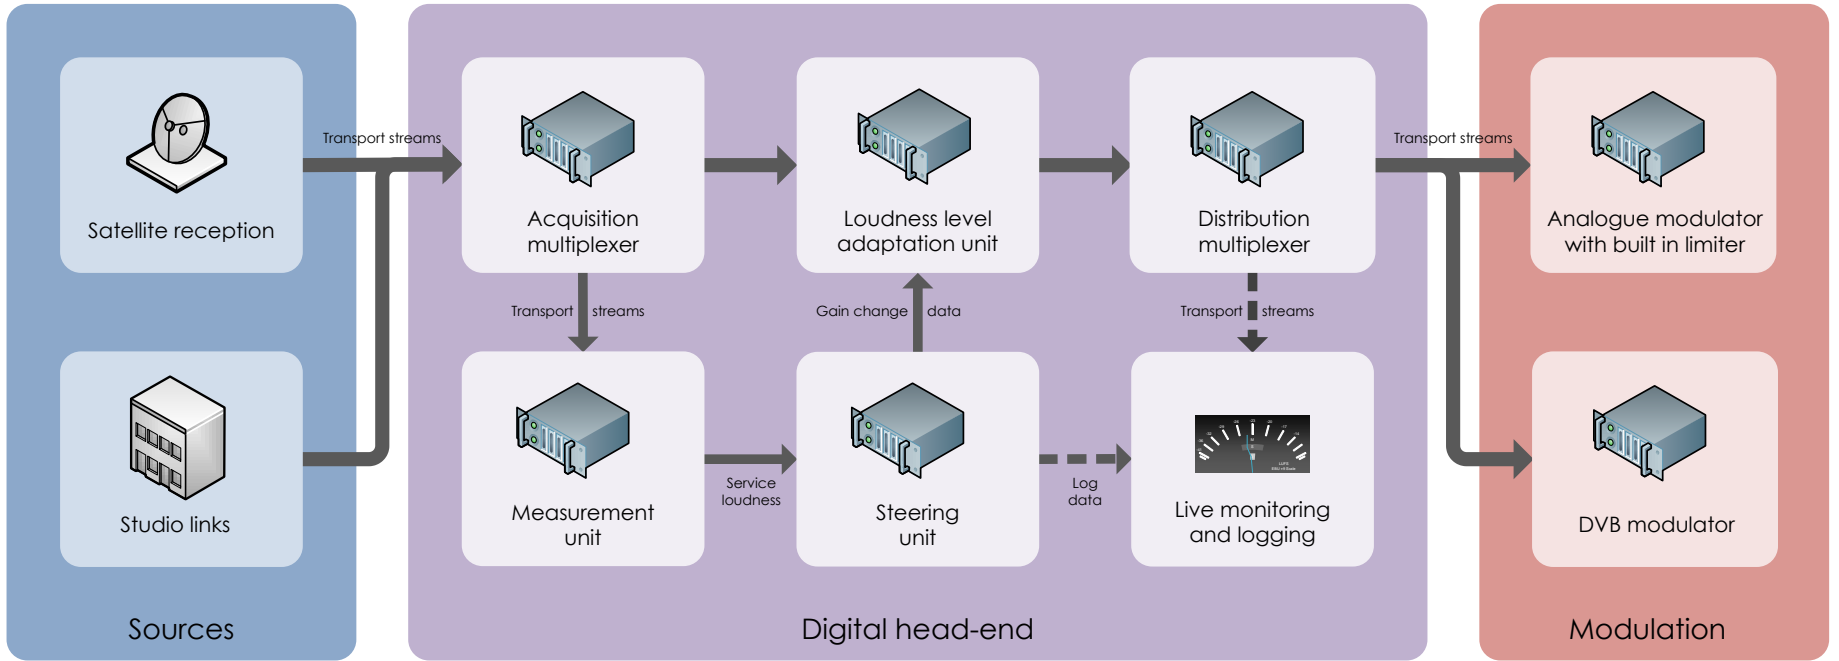 Satellite reception
Studio links
Sources
Transport streams
Acquisition
multiplexer
Loudness level
adaptation unit
Distribution
multiplexer
Transport streams
Gain change data
Transport streams
Measurement
unit
Service
loudness
Steering
unit
Log
data
LUFS
Live monitoring
and logging
Digital head-end
Transport streams
Analogue modulator
with built in limiter
DVB modulator
Modulation